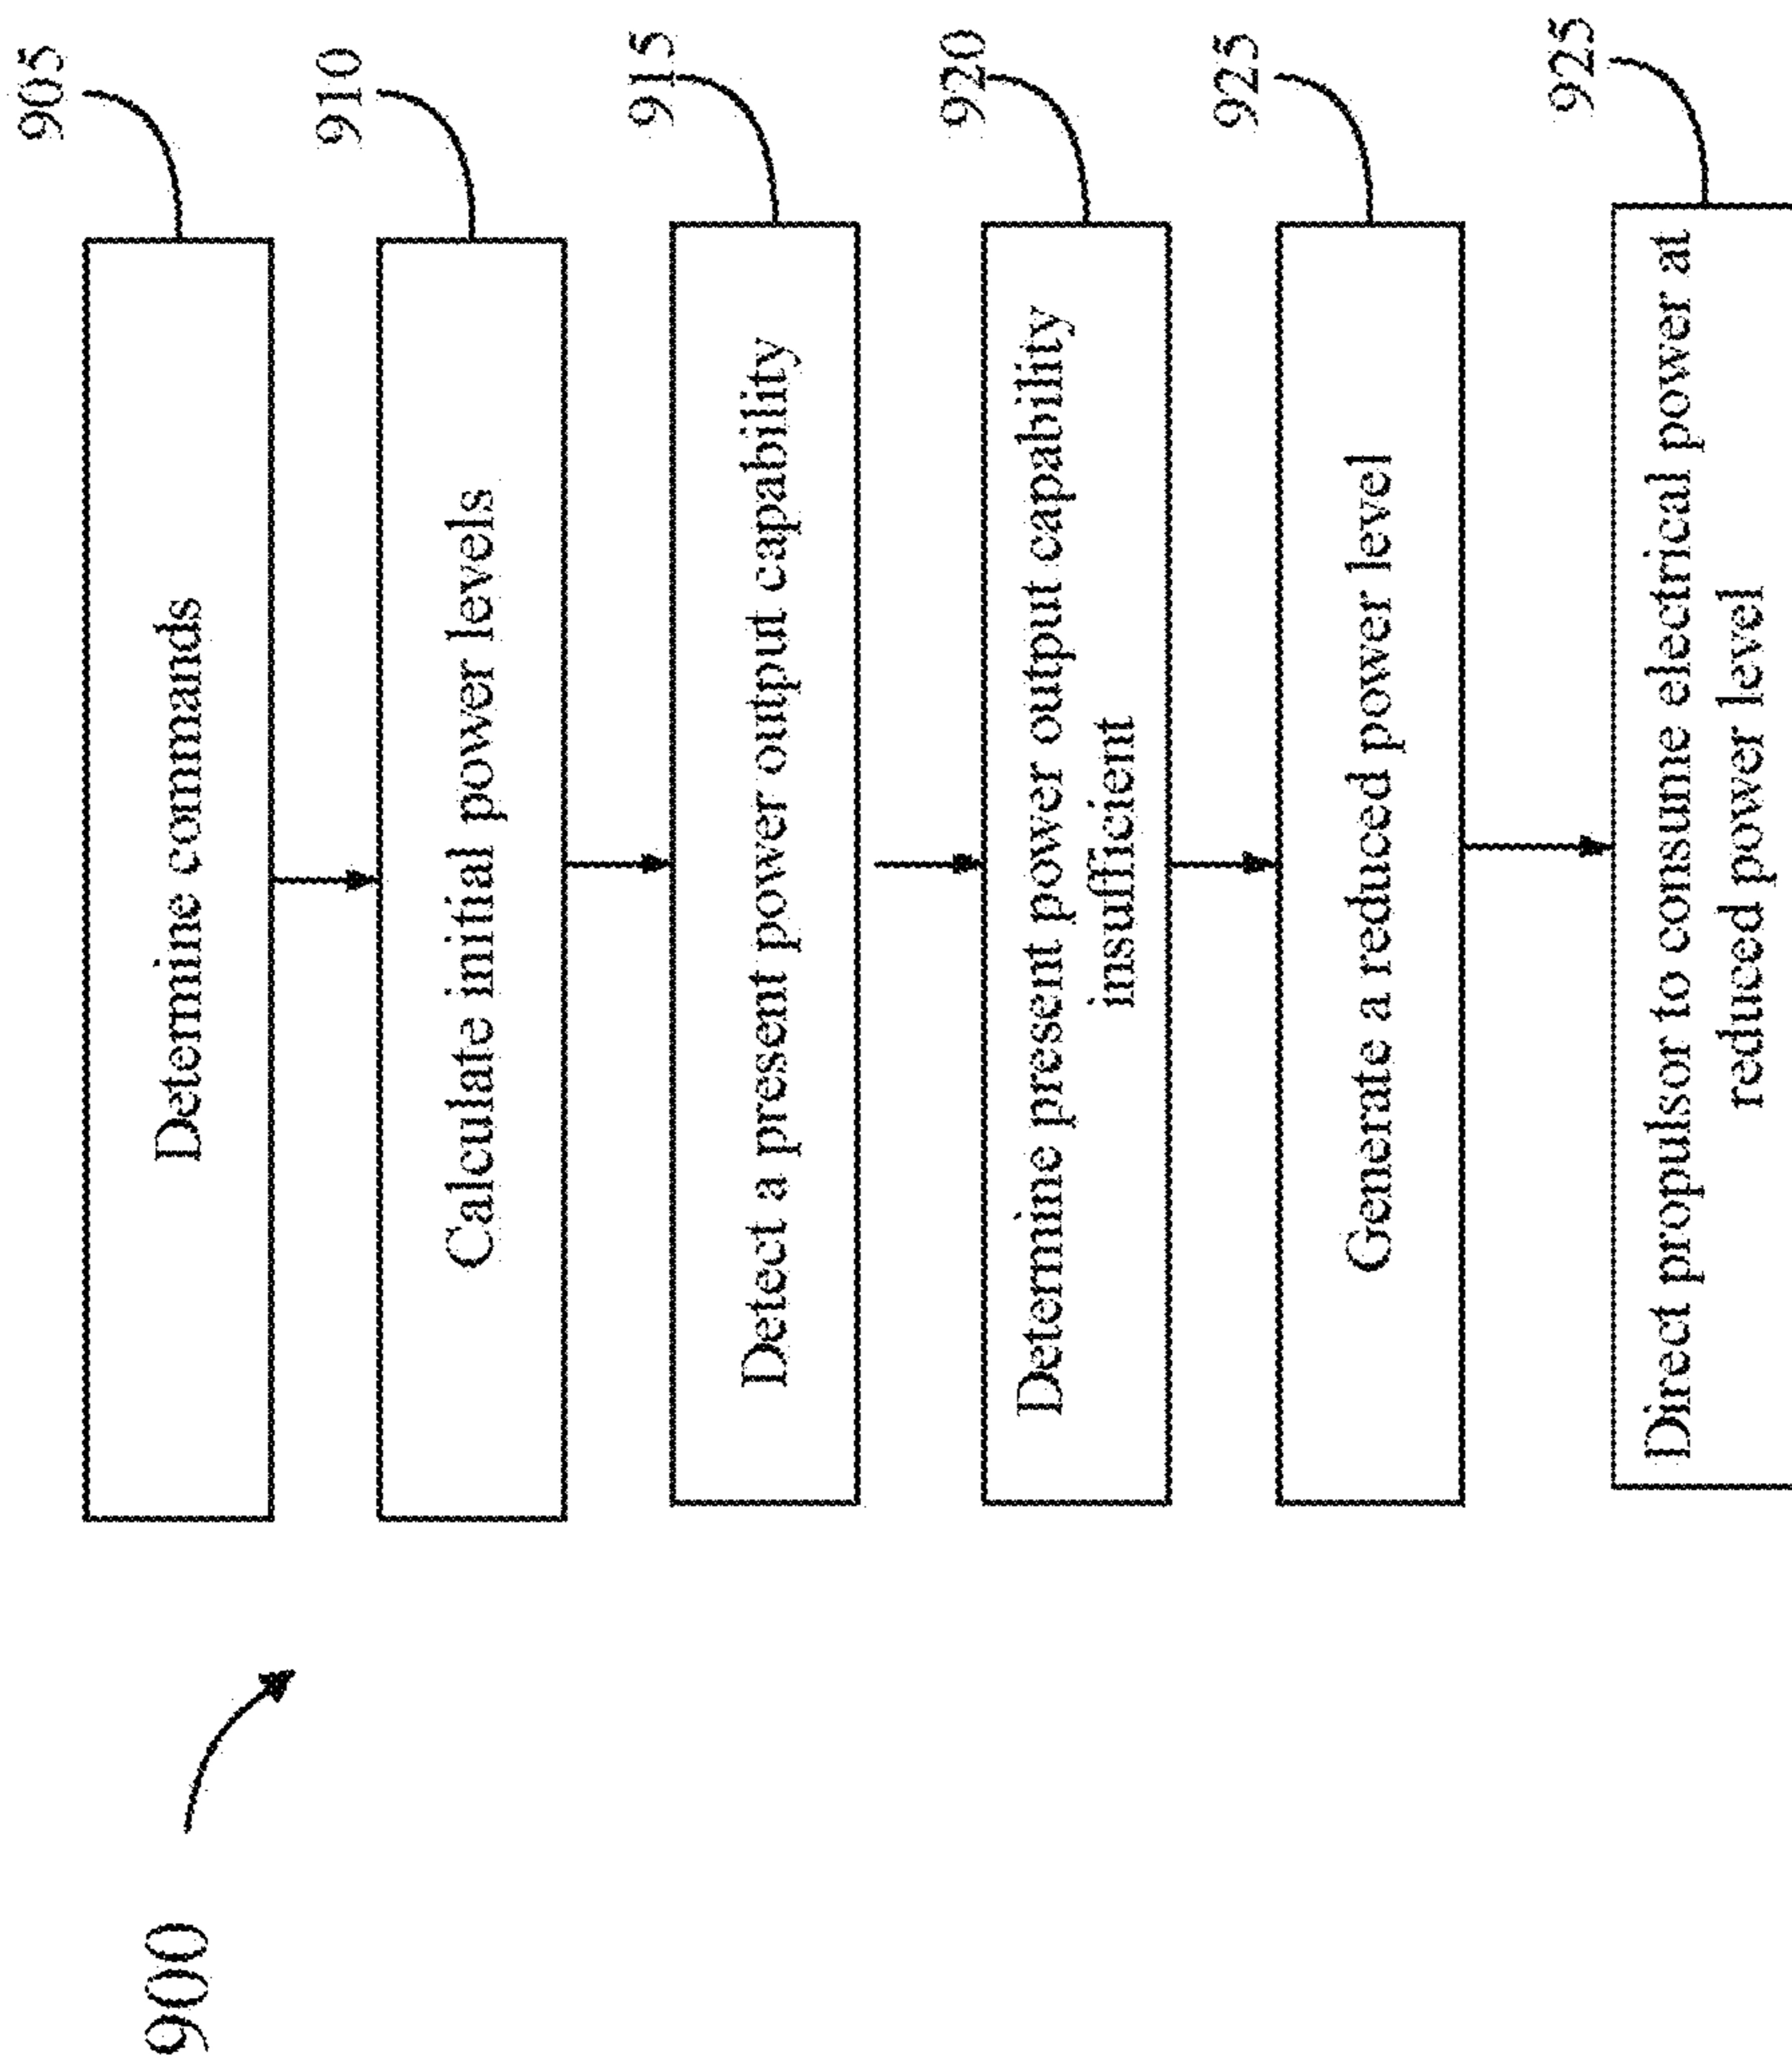 900
905
Determine commands
910
Calculate initial power levels
915
Detect a present power output capability
920
Determine present power output capability
insufficient
925
Generate a reduced power level
925
Direct propulsor to consume electrical power at
reduced power level